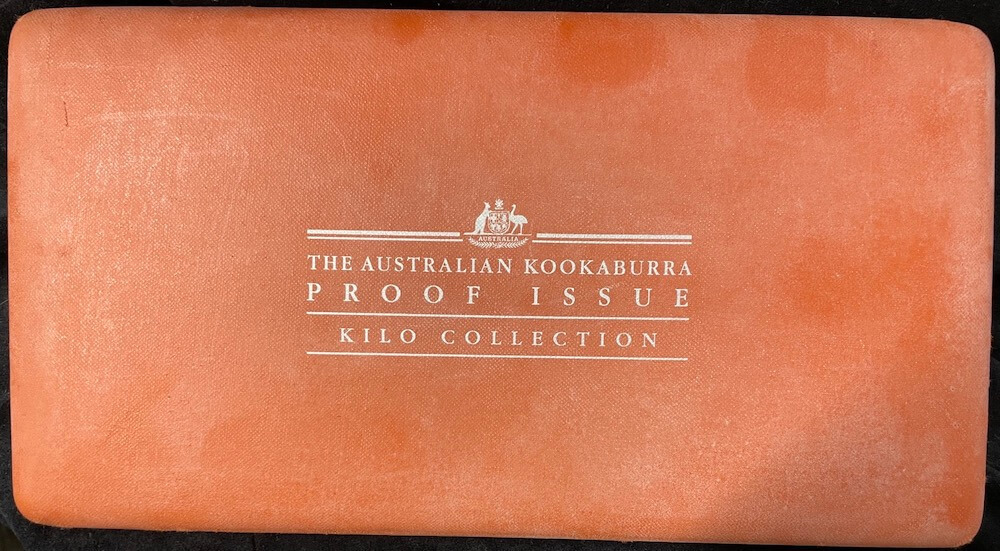 AUSTRALIA
THE AUSTRALIAN KOOKABURRA
PROOF ISSUE
KILO COLLECTION